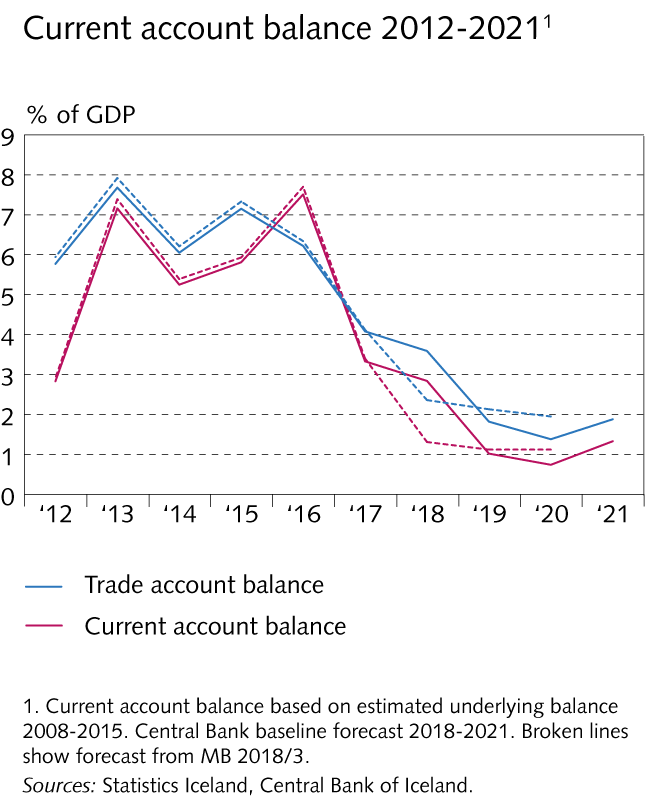 Current account balance 2012-2021¹
% of GDP
9
8
7
6
5
4
3
2
1
0
‘12 ‘13 ‘14 ‘15 ‘16 ‘17 ‘18 ‘19 ‘20 ‘21
Trade account balance
Current account balance
1. Current account balance based on estimated underlying balance
2008-2015. Central Bank baseline forecast 2018-2021. Broken lines
show forecast from MB 2018/3.
Sources: Statistics Iceland, Central Bank of Iceland.